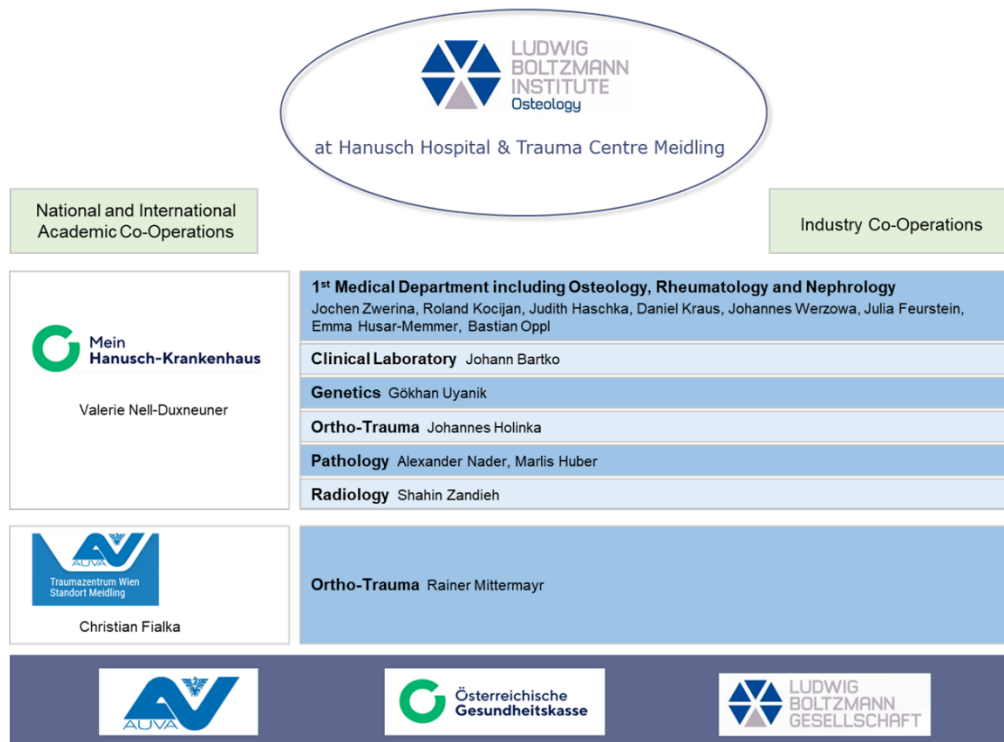 LUDWIG
BOLTZMANN
INSTITUTE
Osteology
at Hanusch Hospital & Trauma Centre Meidling
National and International
Academic Co-Operations
Industry Co-Operations
Mein
Hanusch-Krankenhaus
Valerie Nell-Duxneuner
1st Medical Department including Osteology, Rheumatology and Nephrology
Jochen Zwerina, Roland Kocijan, Judith Haschka, Daniel Kraus, Johannes Werzowa, Julia Feurstein,
Emma Husar-Memmer, Bastian Oppl
Clinical Laboratory Johann Bartko
Genetics Gökhan Uyanik
Ortho-Trauma Johannes Holinka
Pathology Alexander Nader, Marlis Huber
Radiology Shahin Zandieh
AUVA
Traumazentrum Wien
Standort Meidling
Christian Fialka
Ortho-Trauma Rainer Mittermayr
AUVA
Österreichische
Gesundheitskasse
LUDWIG
BOLTZMANN
GESELLSCHAFT